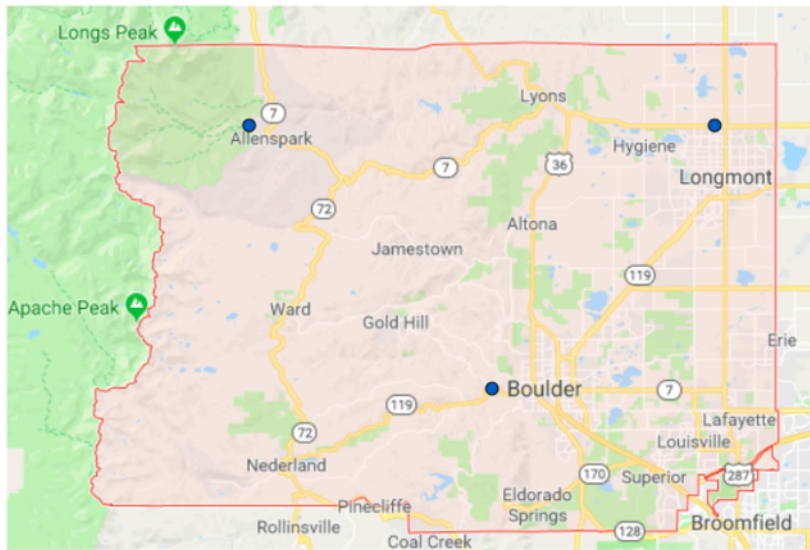 Longs Peak
7
Allenspark
Lyons
7
36
Hygiene
Longmont
72
Altona
Jamestown
119
Apache Peak
Ward
Gold Hill
Erie
Boulder
7
119
72
Lafayette
Louisville
Nederland
170
Superior
287
Pinecliffe
Eldorado
Springs
Rollinsville
128
Broomfield
Coal Creek